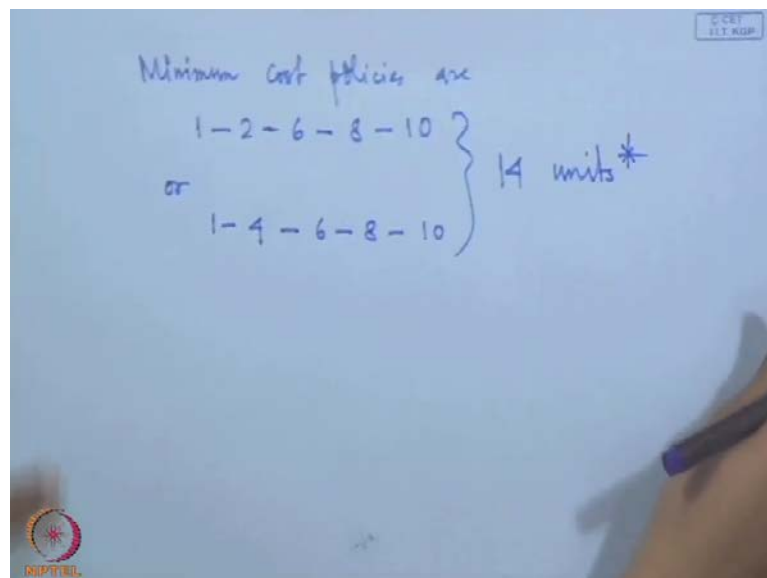 © CET
I.I.T. KGP
Minimum cost policies are
1 - 2 - 6 - 8 - 10
or
14 units*
1 - 4 - 6 - 8 - 10
NPTEL